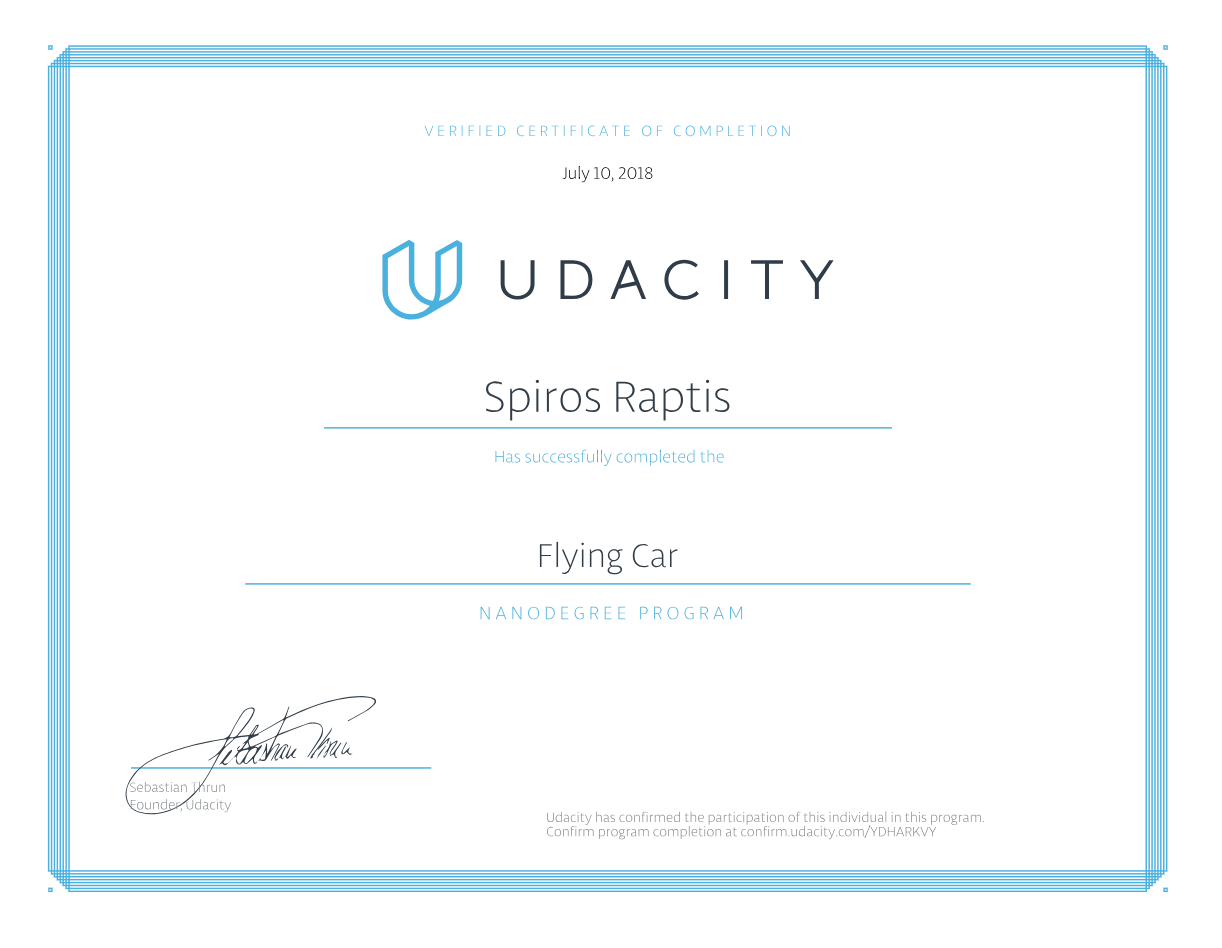 VERIFIED CERTIFICATE OF COMPLETION
July 10, 2018
UDACITY
Spiros Raptis
Has successfully completed the
Flying Car
NANODEGREE PROGRAM
Sebastian Thrun
Sebastian Thrun
Founder, Udacity
Udacity has confirmed the participation of this individual in this program.
Confirm program completion at confirm.udacity.com/YDHARKVY